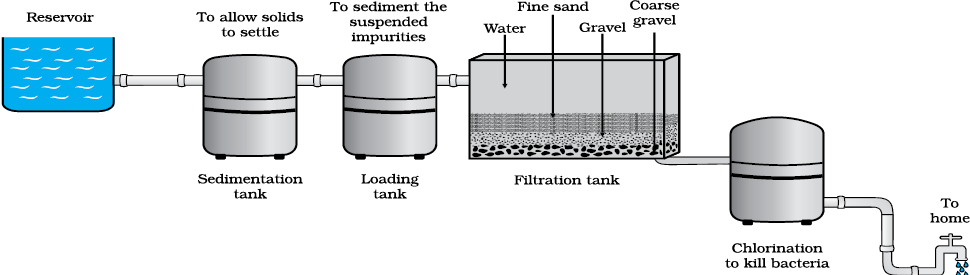 Reservoir
To allow solids
to settle
To sediment the
suspended
impurities
Water
Fine sand
Gravel
Coarse
gravel
Sedimentation
tank
Loading
tank
Filtration tank
Chlorination
to kill bacteria
To
home